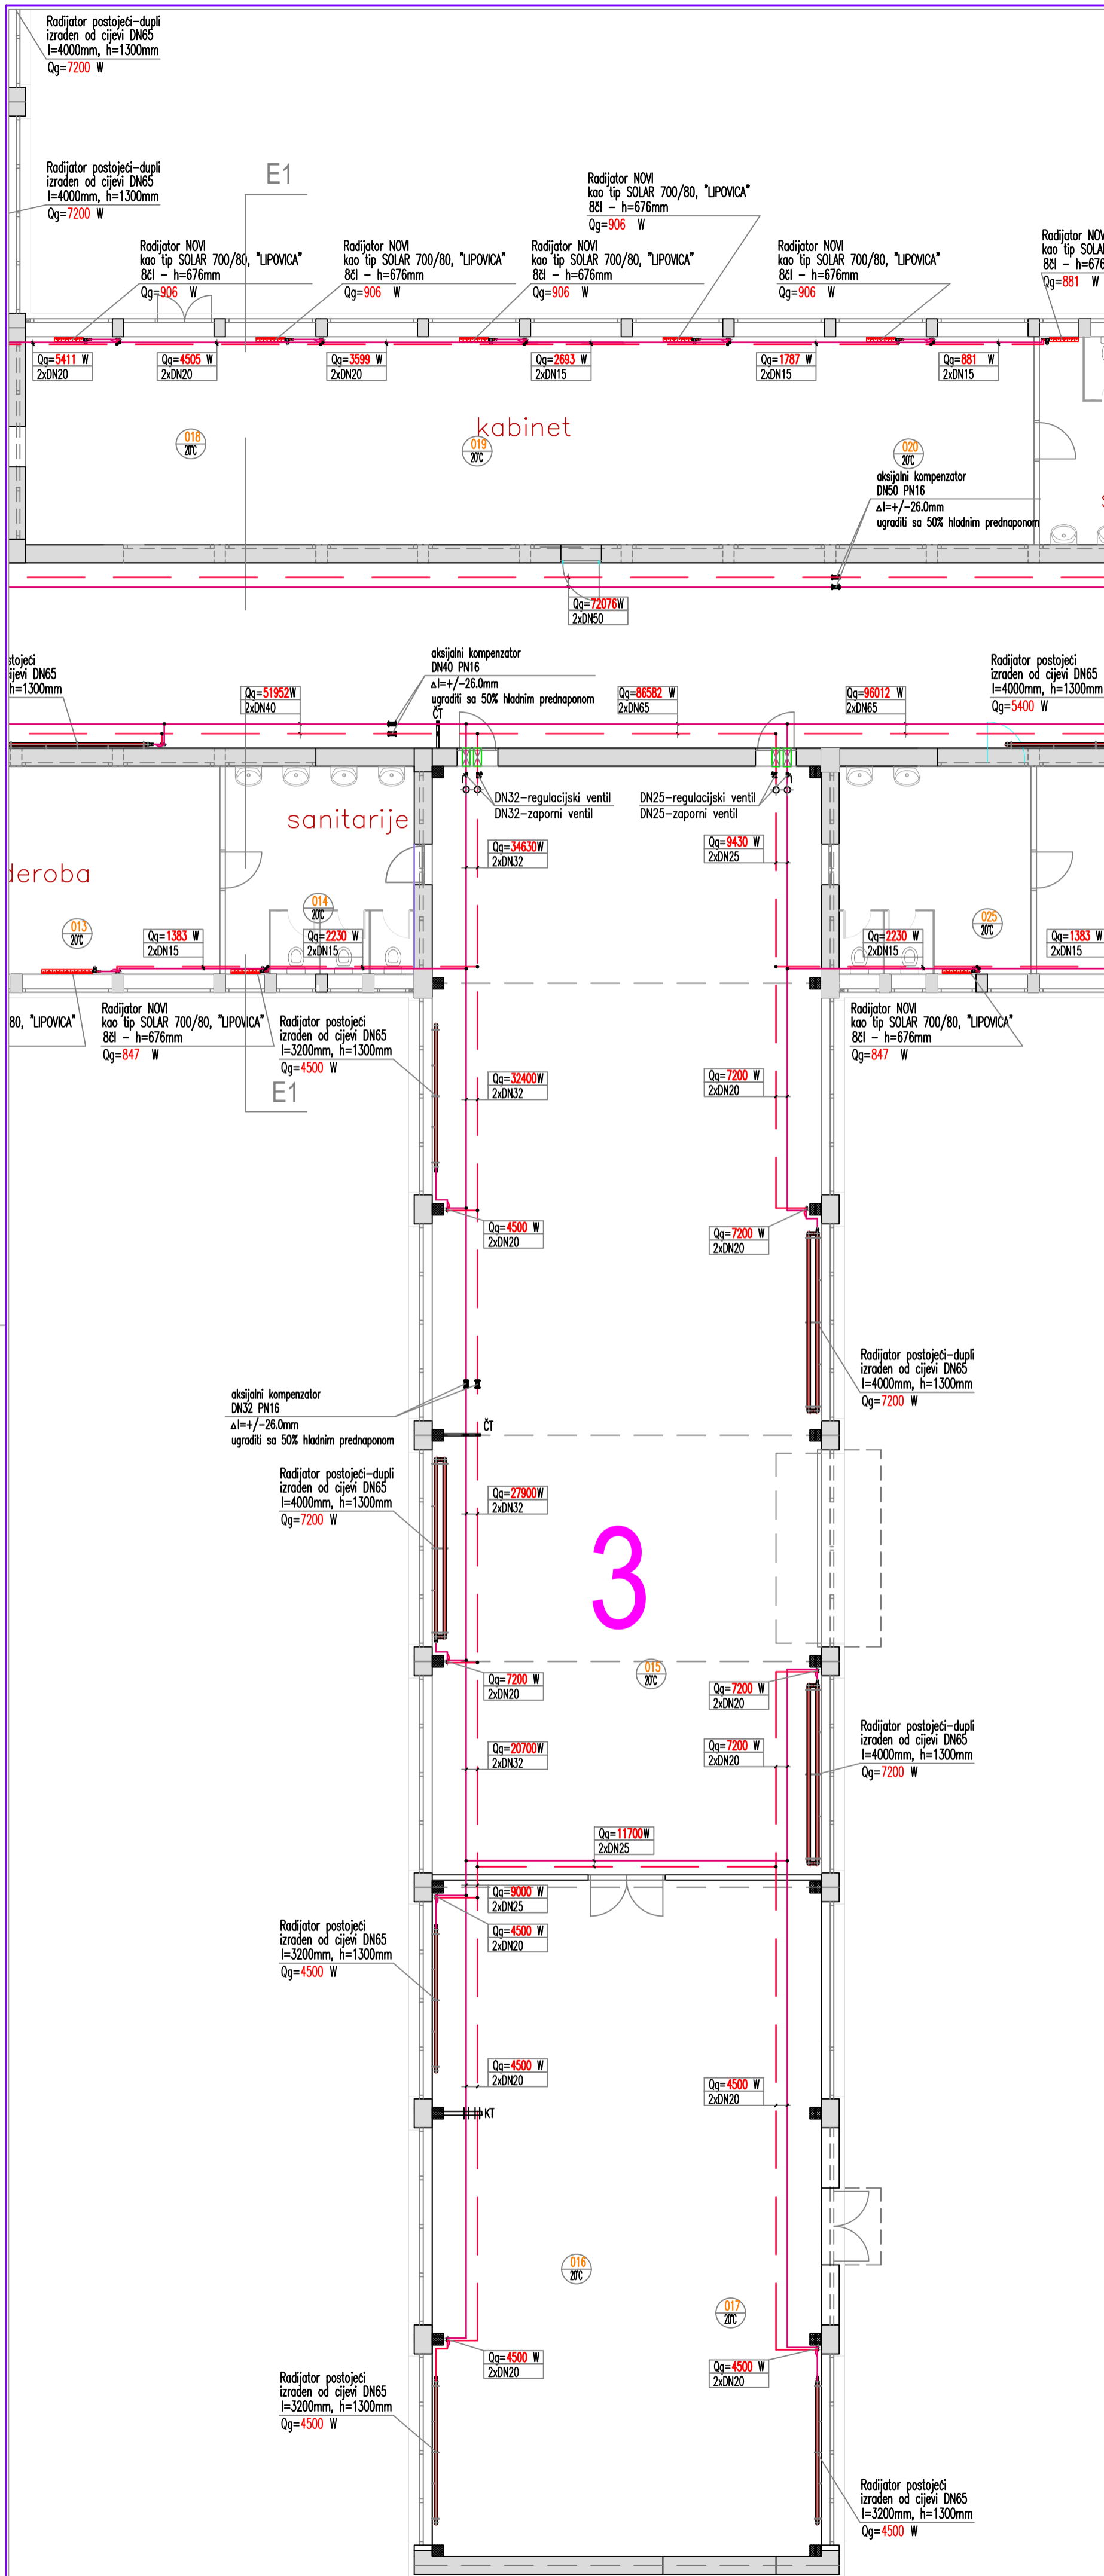 Radijator postojeći-dupli
izrađen od cijevi DN65
l=4000mm, h=1300mm
Qg=7200 W
Radijator postojeći-dupli
izrađen od cijevi DN65
l=4000mm, h=1300mm
Qg=7200 W
E1
Radijator NOVI
kao tip SOLAR 700/80, "LIPOVICA"
8čl - h=676mm
Qg=906 W
Radijator NOVI
kao tip SOLAR 700/80, "LIPOVICA"
8čl - h=676mm
Qg=906 W
Radijator NOVI
kao tip SOLAR 700/80, "LIPOVICA"
8čl - h=676mm
Qg=906 W
Radijator NOVI
kao tip SOLAR 700/80, "LIPOVICA"
8čl - h=676mm
Qg=906 W
Radijator NOVI
kao tip SOLAR 700/80, "LIPOVICA"
8čl - h=676mm
Qg=906 W
Radijator NOV
kao tip SOLAR
8čl - h=676
Qg=881 W
Qg=5411 W
2xDN20
Qg=4505 W
2xDN20
Qg=3599 W
2xDN20
Qg=2693 W
2xDN15
Qg=1787 W
2xDN15
Qg=881 W
2xDN15
kabinet
018
20°C
019
20°C
020
20°C
aksijalni kompenzator
DN50 PN16
Δl=+/-26.0mm
ugraditi sa 50% hladnim prednaponom
s
Qg=72076W
2xDN50
stojeći
cijevi DN65
h=1300mm
Qg=51952W
2xDN40
aksijalni kompenzator
DN40 PN16
Δl=+/-26.0mm
ugraditi sa 50% hladnim prednaponom
ČT
Qg=86582 W
2xDN65
Qg=96012 W
2xDN65
Radijator postojeći
izrađen od cijevi DN65
l=4000mm, h=1300mm
Qg=5400 W
DN32-regulacijski ventil
DN32-zaporni ventil
DN25-regulacijski ventil
DN25-zaporni ventil
sanitarije
deroba
Qg=34630W
2xDN32
Qg=9430 W
2xDN25
013
20°C
014
20°C
025
20°C
Qg=1383 W
2xDN15
Qg=2230 W
2xDN15
Qg=2230 W
2xDN15
Qg=1383 W
2xDN15
80, "LIPOVICA"
Radijator NOVI
kao tip SOLAR 700/80, "LIPOVICA"
8čl - h=676mm
Qg=847 W
Radijator postojeći
izrađen od cijevi DN65
l=3200mm, h=1300mm
Qg=4500 W
Radijator NOVI
kao tip SOLAR 700/80, "LIPOVICA"
8čl - h=676mm
Qg=847 W
E1
Qg=32400W
2xDN32
Qg=7200 W
2xDN20
Qg=4500 W
2xDN20
Qg=7200 W
2xDN20
Radijator postojeći-dupli
izrađen od cijevi DN65
l=4000mm, h=1300mm
Qg=7200 W
aksijalni kompenzator
DN32 PN16
Δl=+/-26.0mm
ugraditi sa 50% hladnim prednaponom
ČT
Radijator postojeći-dupli
izrađen od cijevi DN65
l=4000mm, h=1300mm
Qg=7200 W
Qg=27900W
2xDN32
3
015
20°C
Qg=7200 W
2xDN20
Qg=7200 W
2xDN20
Qg=20700W
2xDN32
Qg=7200 W
2xDN20
Radijator postojeći-dupli
izrađen od cijevi DN65
l=4000mm, h=1300mm
Qg=7200 W
Qg=11700W
2xDN25
Qg=9000 W
2xDN25
Qg=4500 W
2xDN20
Radijator postojeći
izrađen od cijevi DN65
l=3200mm, h=1300mm
Qg=4500 W
Qg=4500 W
2xDN20
Qg=4500 W
2xDN20
KT
016
20°C
017
20°C
Qg=4500 W
2xDN20
Qg=4500 W
2xDN20
Radijator postojeći
izrađen od cijevi DN65
l=3200mm, h=1300mm
Qg=4500 W
Radijator postojeći
izrađen od cijevi DN65
l=3200mm, h=1300mm
Qg=4500 W